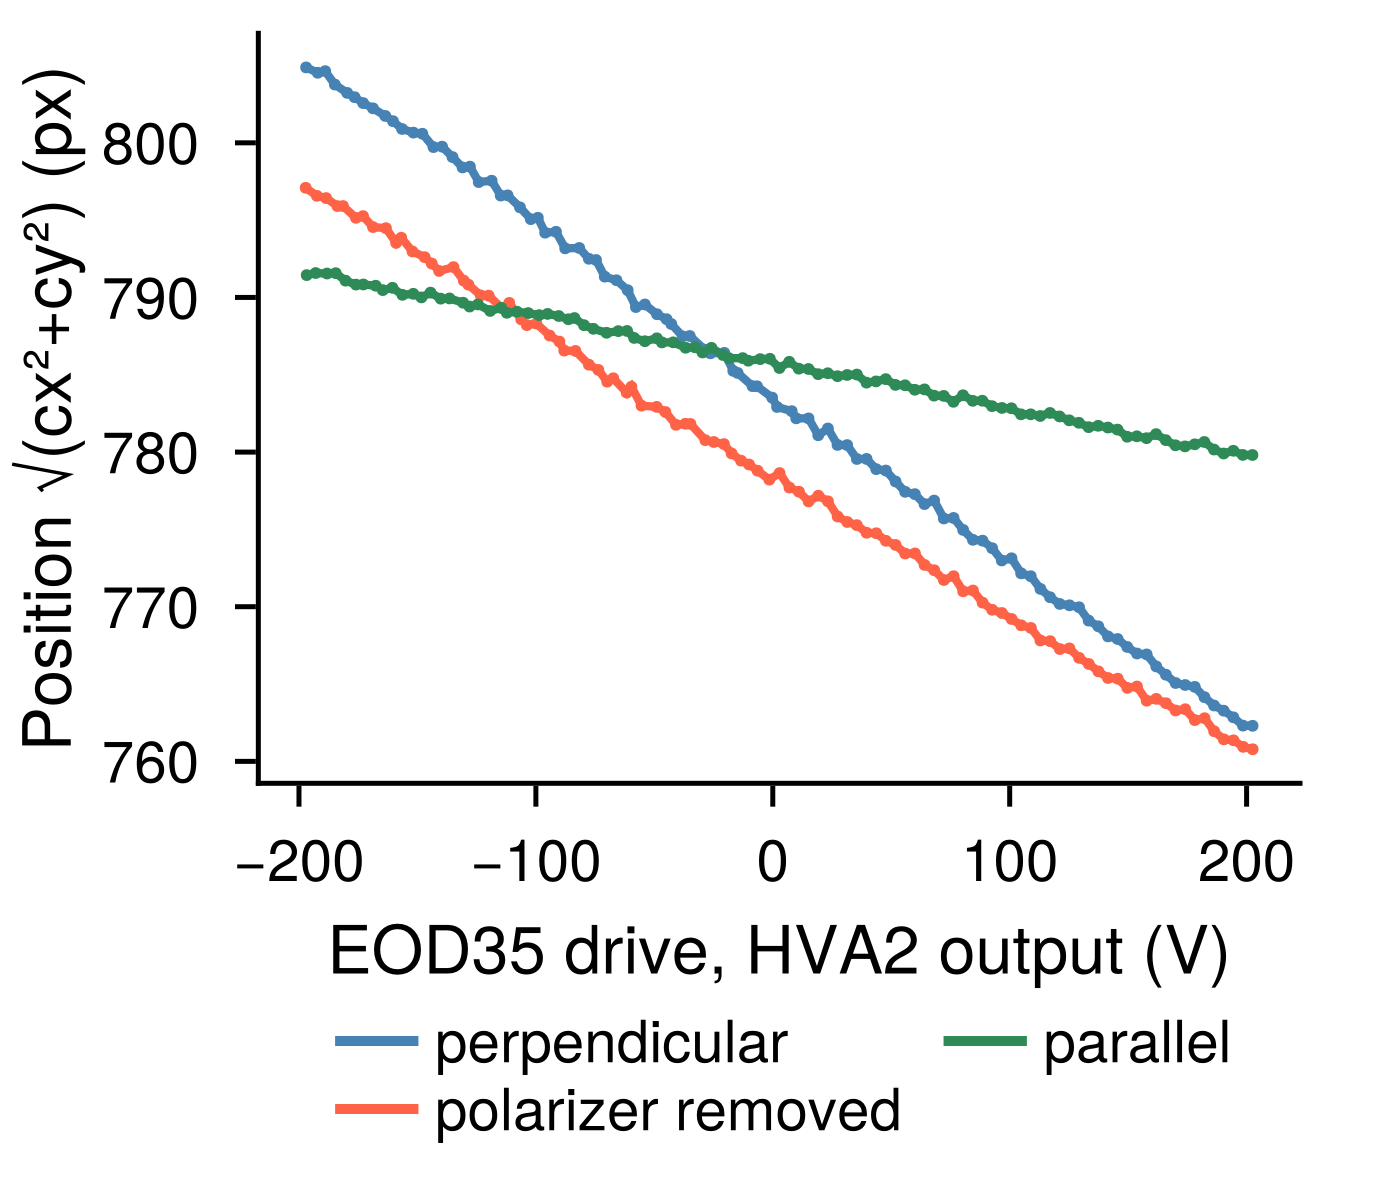 Position √(cx²+cy²) (px)
800
790
780
770
760
−200 −100 0 100 200
EOD35 drive, HVA2 output (V)
perpendicular parallel
polarizer removed